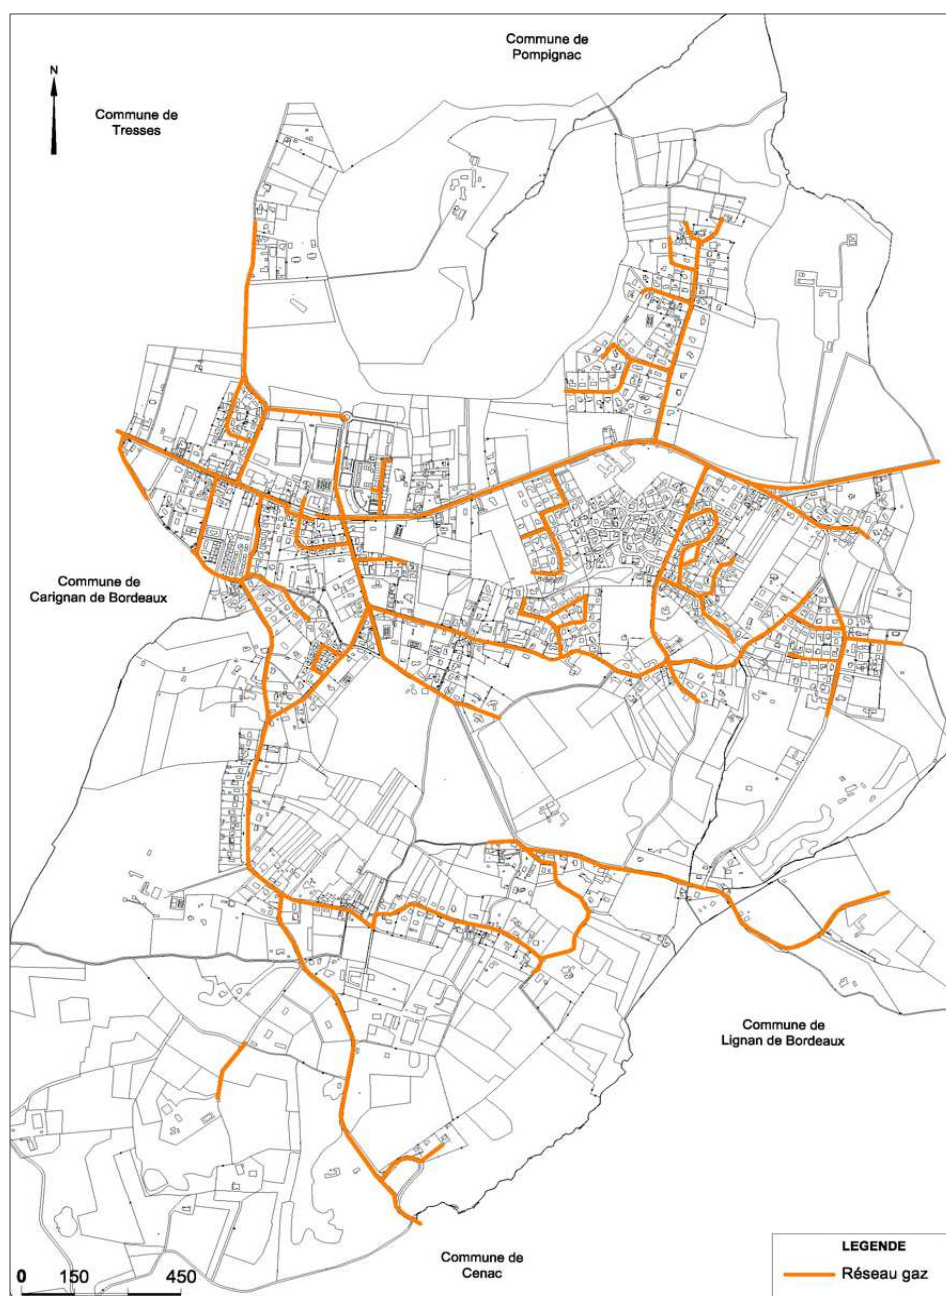 Commune de
Pompignac
N
Commune de
Tresses
Commune de
Carignan de Bordeaux
Commune de
Lignan de Bordeaux
Commune de
Cenac
0 150 450
LEGENDE
Réseau gaz